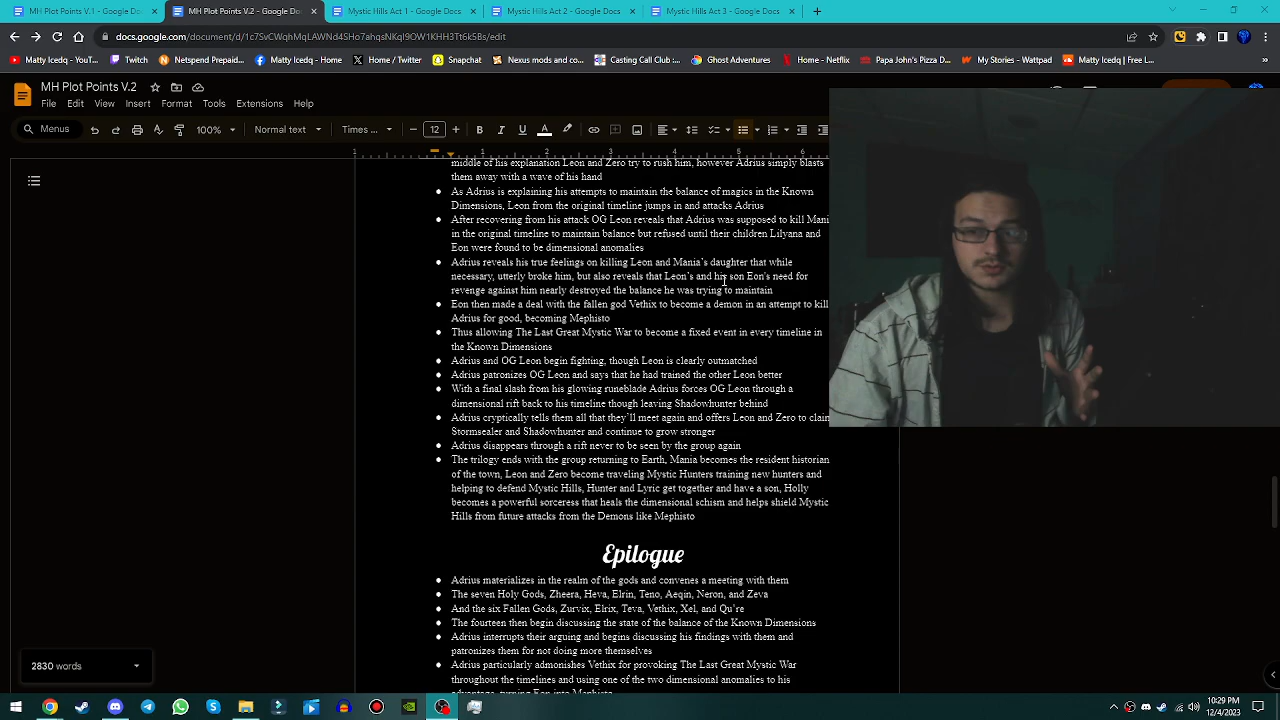 MH Plot Points V.1 - Google Docs
MH Plot Points V.2 - Google Doc
Mystic Hills Act 1 - Google Docs
Mystic Hills Act 2 - Google Docs
Mystic Hills Act 3 - Google Docs
docs.google.com/document/d/1c7SvCWqhMqLAWNd4SHo7ahqsNKqI9OW1KHH3Tt6k5Bs/edit
Matty Icedq - YouT...
Twitch
Netspend Prepaid...
Matty Icedq | Face...
Home / Twitter
Snapchat
Nexus mods and co...
Casting Call Club...
Ghost Adventures
Home - Netflix
Papa John's Pizza D...
My Stories - Wattpad
Matty Icedq | Free L...
MH Plot Points V.2
File Edit View Insert Format Tools Extensions Help
Menus 100% Normal text Times ... 12 B I U A
1 1 2 3 4 5 6
middle of his explanation Leon and Zero try to rush him, however Adrius simply blasts
them away with a wave of his hand
As Adrius is explaining his attempts to maintain the balance of magics in the Known
Dimensions, Leon from the original timeline jumps in and attacks Adrius
After recovering from his attack OG Leon reveals that Adrius was supposed to kill Mani
in the original timeline to maintain balance but refused until their children Lilyana and
Eon were found to be dimensional anomalies
Adrius reveals his true feelings on killing Leon and Mania's daughter that while
necessary, utterly broke him, but also reveals that Leon's and his son Eon's need for
revenge against him nearly destroyed the balance he was trying to maintain
Eon then made a deal with the fallen god Vethix to become a demon in an attempt to kill
Adrius for good, becoming Mephisto
Thus allowing The Last Great Mystic War to become a fixed event in every timeline in
the Known Dimensions
Adrius and OG Leon begin fighting, though Leon is clearly outmatched
Adrius patronizes OG Leon and says that he had trained the other Leon better
With a final slash from his glowing runeblade Adrius forces OG Leon through a
dimensional rift back to his timeline though leaving Shadowhunter behind
Adrius cryptically tells them all that they'll meet again and offers Leon and Zero to claim
Stormsealer and Shadowhunter and continue to grow stronger
Adrius disappears through a rift never to be seen by the group again
The trilogy ends with the group returning to Earth, Mania becomes the resident historian
of the town, Leon and Zero become traveling Mystic Hunters training new hunters and
helping to defend Mystic Hills, Hunter and Lyric get together and have a son, Holly
becomes a powerful sorceress that heals the dimensional schism and helps shield Mystic
Hills from future attacks from the Demons like Mephisto
Epilogue
Adrius materializes in the realm of the gods and convenes a meeting with them
The seven Holy Gods, Zheera, Heva, Elrin, Teno, Aeqin, Neron, and Zeva
And the six Fallen Gods, Zurvix, Elrix, Teva, Vethix, Xel, and Qu're
The fourteen then begin discussing the state of the balance of the Known Dimensions
Adrius interrupts their arguing and begins discussing his findings with them and
patronizes them for not doing more themselves
Adrius particularly admonishes Vethix for provoking The Last Great Mystic War
throughout the timelines and using one of the two dimensional anomalies to his
advantage, turning Eon into Mephisto
2830 words
10:29 PM
12/4/2023